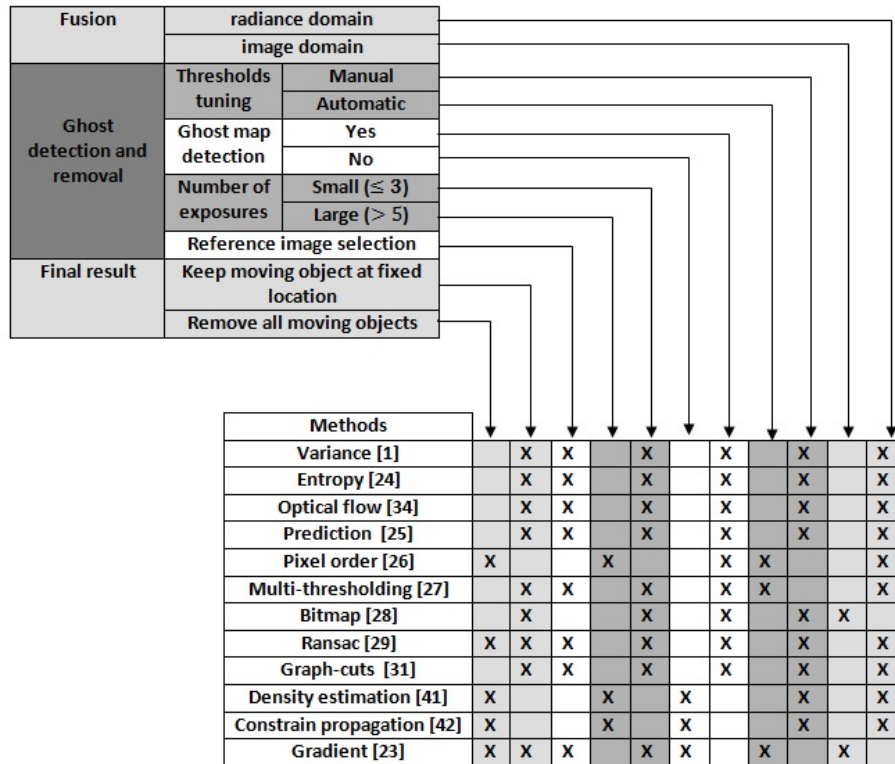 Fusion radiance domain
image domain
Ghost detection and removal Thresholds tuning Manual
Automatic
Ghost map detection Yes
No
Number of exposures Small (≤ 3)
Large (> 5)
Reference image selection
Final result Keep moving object at fixed location
Remove all moving objects
Methods
Variance [1] X X X X X X
Entropy [24] X X X X X X
Optical flow [34] X X X X X X
Prediction [25] X X X X X X
Pixel order [26] X X X X X
Multi-thresholding [27] X X X X X X
Bitmap [28] X X X X X
Ransac [29] X X X X X X X
Graph-cuts [31] X X X X X
Density estimation [41] X X X X X
Constrain propagation [42] X X X X X
Gradient [23] X X X X X X X